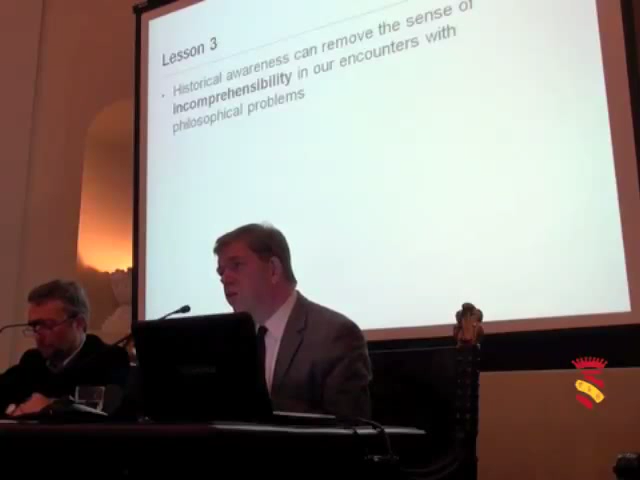 Lesson 3
• Historical awareness can remove the sense of
incomprehensibility in our encounters with
philosophical problems